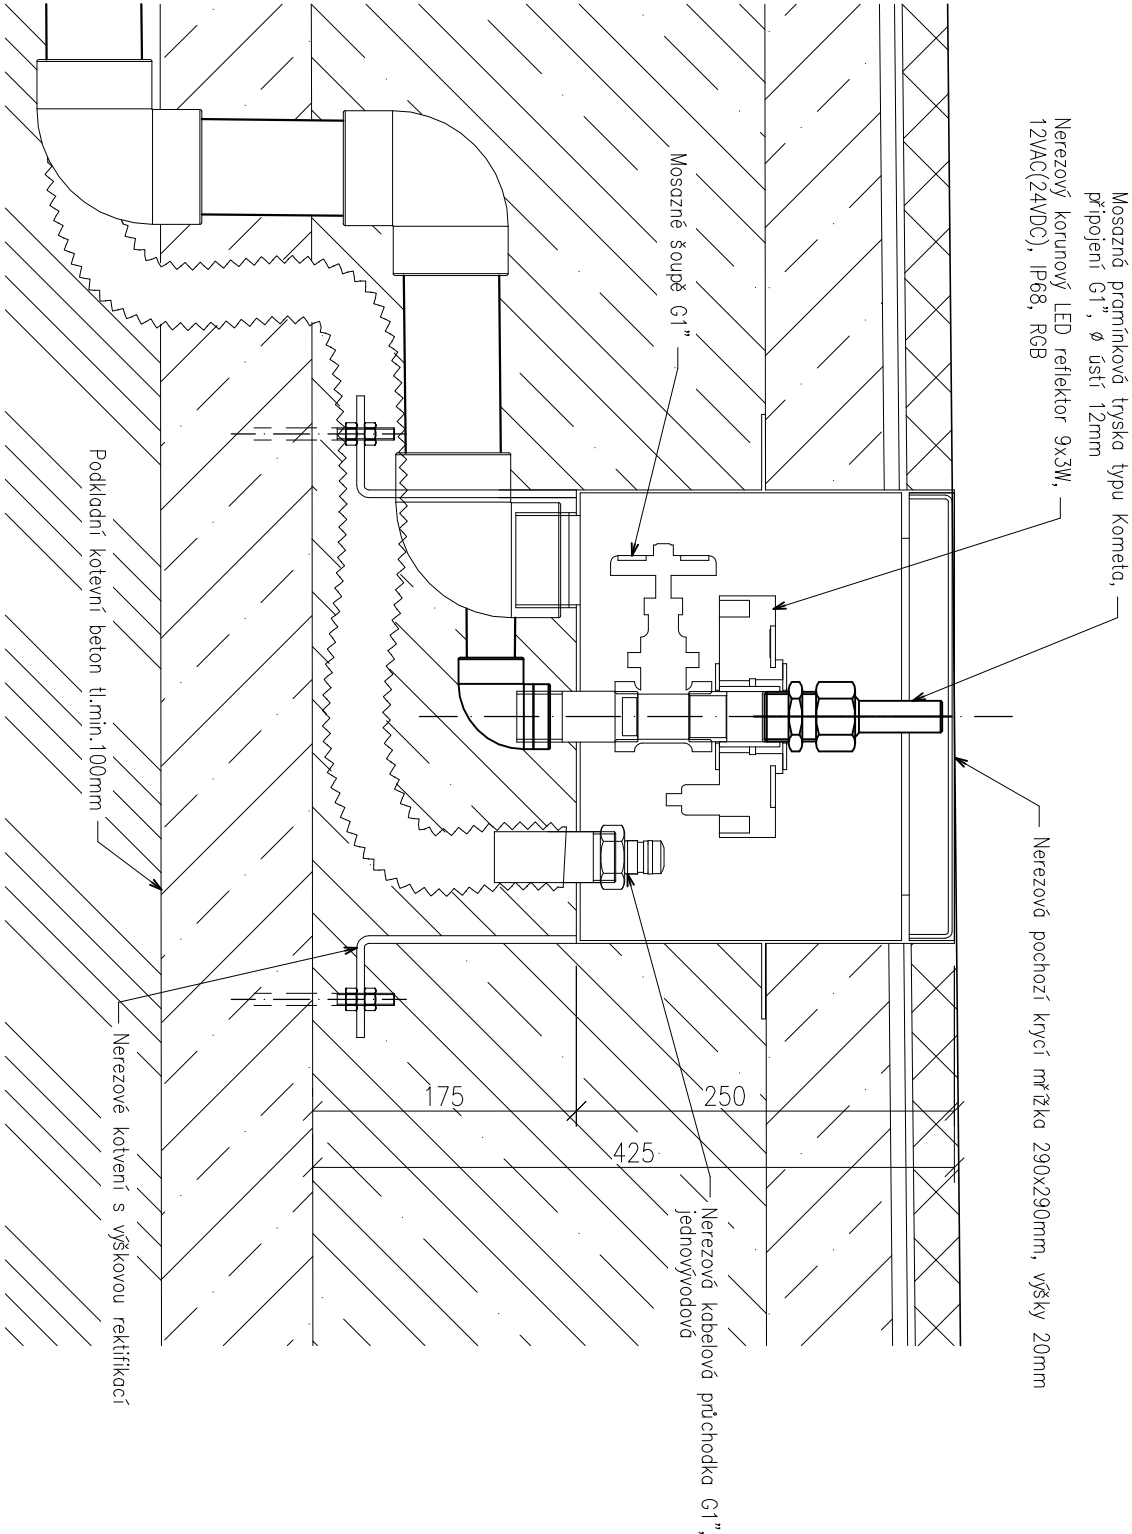 Mosazná pramínková tryska typu Kometa,
připojení G1", ø ústí 12mm
Nerezový korunový LED reflektor 9x3W,
12VAC(24VDC), IP68, RGB
Mosazné šoupě G1"
Podkladní kotevní beton tl.min.100mm
Nerezová pochozí krycí mřížka 290x290mm, výšky 20mm
175
250
425
Nerezová kabelová průchodka G1",
jednovývodová
Nerezové kotvení s výškovou rektifikací